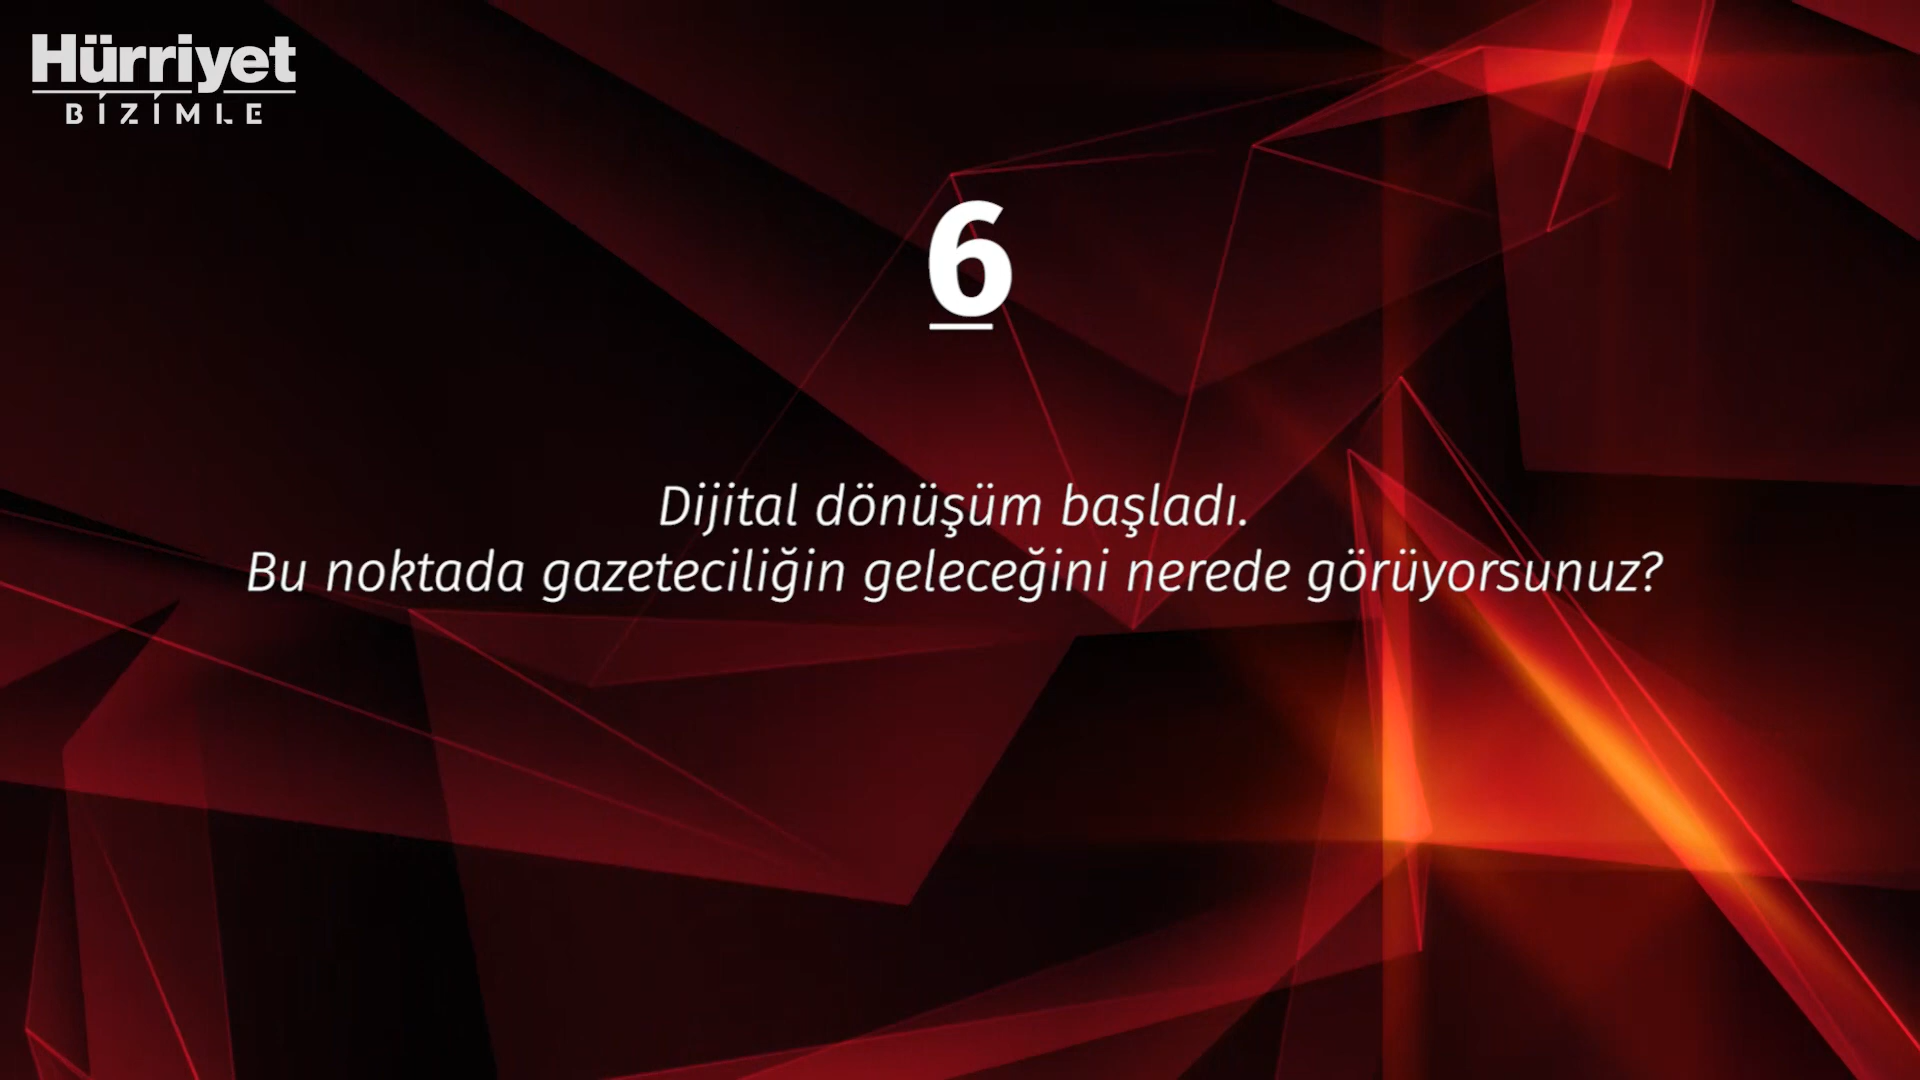 Hürriyet
BİZİMLE
6
Dijital dönüşüm başladı.
Bu noktada gazeteciliğin geleceğini nerede görüyorsunuz?